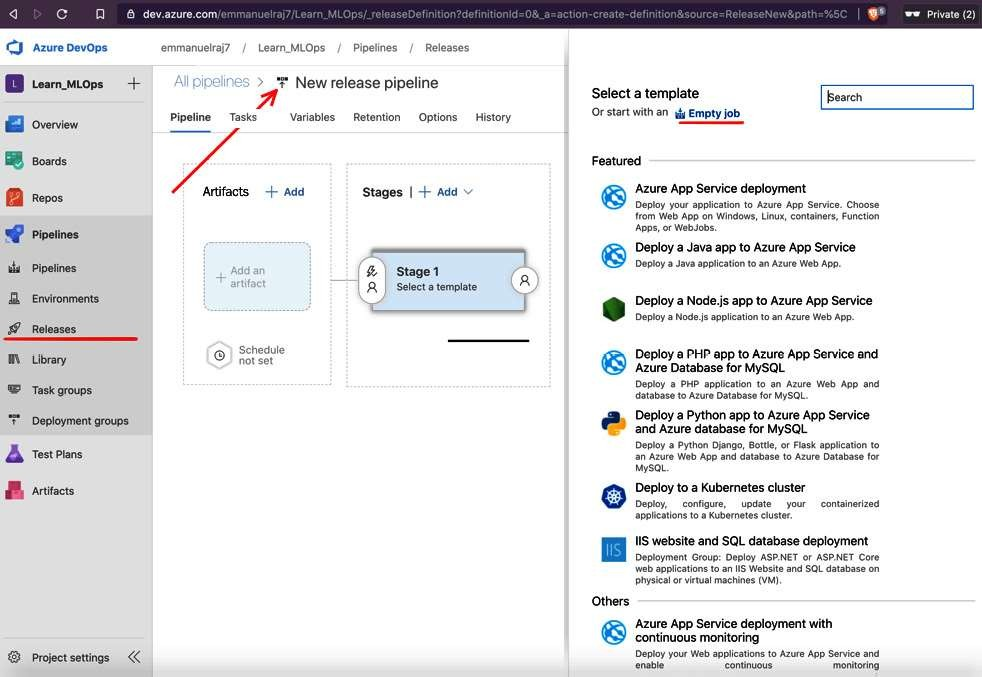 dev.azure.com/emmanuelraj7/Learn_MLOps/_releaseDefinition?definitionId=0&_a=action-create-definition&source=ReleaseNew&path=%5C
5
Private (2)
Azure DevOps
emmanuelraj7 / Learn_MLOps / Pipelines / Releases
L Learn_MLOps +
Overview
Boards
Repos
Pipelines
Pipelines
Environments
Releases
Library
Task groups
Deployment groups
Test Plans
Artifacts
Project settings
All pipelines > New release pipeline
Pipeline Tasks Variables Retention Options History
Artifacts + Add
Stages | + Add
+ Add an
artifact
Schedule
not set
Stage 1
Select a template
Select a template
Or start with an Empty job
Search
Featured
Azure App Service deployment
Deploy your application to Azure App Service. Choose
from Web App on Windows, Linux, containers, Function
Apps, or WebJobs.
Deploy a Java app to Azure App Service
Deploy a Java application to an Azure Web App.
Deploy a Node.js app to Azure App Service
Deploy a Node.js application to an Azure Web App.
Deploy a PHP app to Azure App Service and
Azure Database for MySQL
Deploy a PHP application to an Azure Web App and
database to Azure Database for MySQL.
Deploy a Python app to Azure App Service
and Azure database for MySQL
Deploy a Python Django, Bottle, or Flask application to
an Azure Web App and database to Azure Database for
MySQL.
Deploy to a Kubernetes cluster
Deploy, configure, update your containerized
applications to a Kubernetes cluster.
IIS
IIS website and SQL database deployment
Deployment Group: Deploy ASP.NET or ASP.NET Core
web applications to an IIS Website and SQL database on
physical or virtual machines (VM).
Others
Azure App Service deployment with
continuous monitoring
Deploy your Web applications to Azure App Service and
enable continuous monitoring